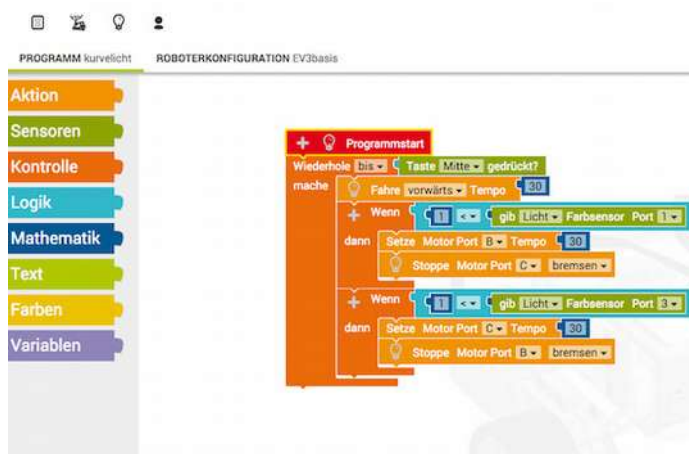 PROGRAMM kurvelicht ROBOTERKONFIGURATION EV3basis
Aktion
Sensoren
Kontrolle
Logik
Mathematik
Text
Farben
Variablen
Programmstart
Wiederhole bis Taste Mitte gedrückt?
mache Fahre vorwärts Tempo 30
Wenn 1 < gib Licht Farbsensor Port 1
dann Setze Motor Port B Tempo 30
Stoppe Motor Port C bremsen
Wenn 1 < gib Licht Farbsensor Port 3
dann Setze Motor Port C Tempo 30
Stoppe Motor Port B bremsen